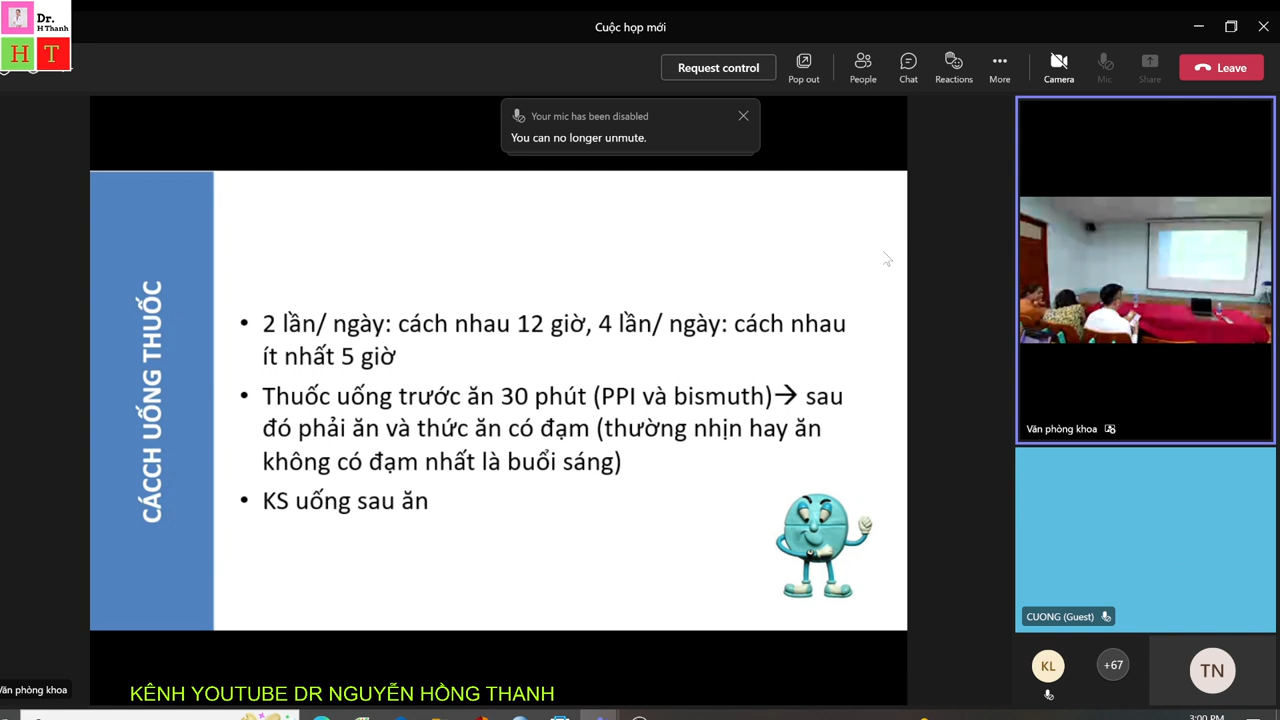 Dr.
H Thanh
H T
Cuộc họp mới
Request control
Pop out
People
Chat
Reactions
More
Camera
Mic
Share
Leave
Your mic has been disabled
You can no longer unmute.
CÁCCH UỐNG THUỐC
• 2 lần/ ngày: cách nhau 12 giờ, 4 lần/ ngày: cách nhau
ít nhất 5 giờ
• Thuốc uống trước ăn 30 phút (PPI và bismuth)→ sau
đó phải ăn và thức ăn có đạm (thường nhịn hay ăn
không có đạm nhất là buổi sáng)
• KS uống sau ăn
Văn phòng khoa
CUONG (Guest)
KL
+67
TN
Văn phòng khoa
KÊNH YOUTUBE DR NGUYỄN HỒNG THANH
3:00 PM